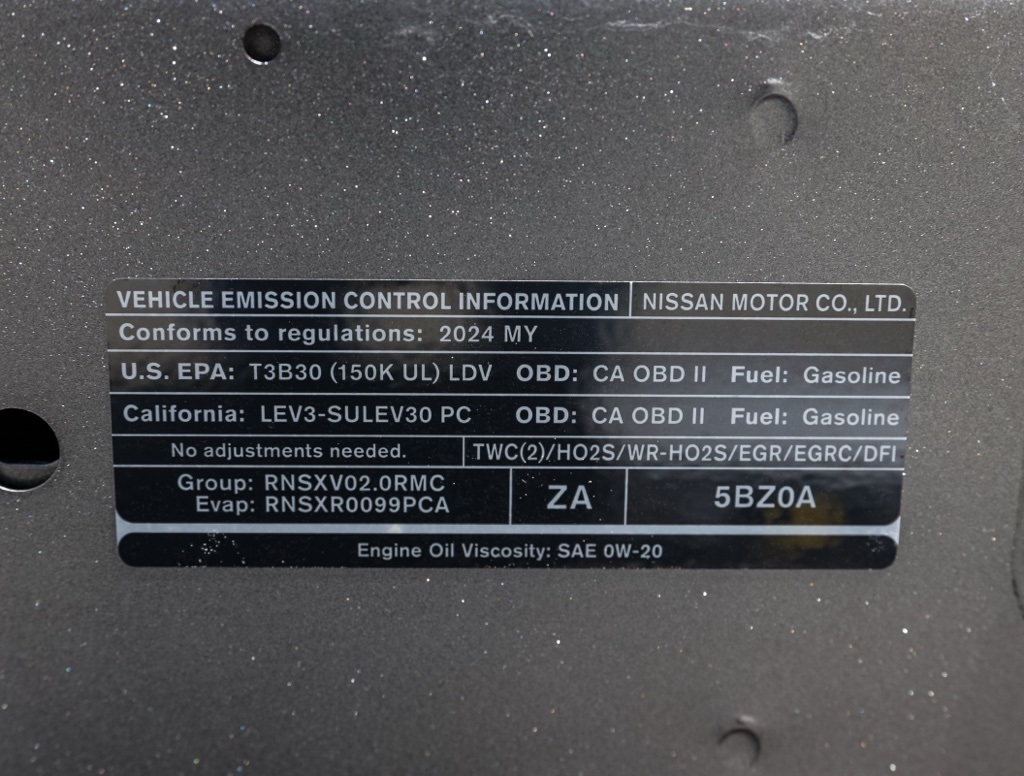 VEHICLE EMISSION CONTROL INFORMATION NISSAN MOTOR CO., LTD.
Conforms to regulations: 2024 MY
U.S. EPA: T3B30 (150K UL) LDV OBD: CA OBD II Fuel: Gasoline
California: LEV3-SULEV30 PC OBD: CA OBD II Fuel: Gasoline
No adjustments needed. TWC(2)/HO2S/WR-HO2S/EGR/EGRC/DFI
Group: RNSXV02.0RMC
Evap: RNSXR0099PCA
ZA
5BZ0A
Engine Oil Viscosity: SAE 0W-20